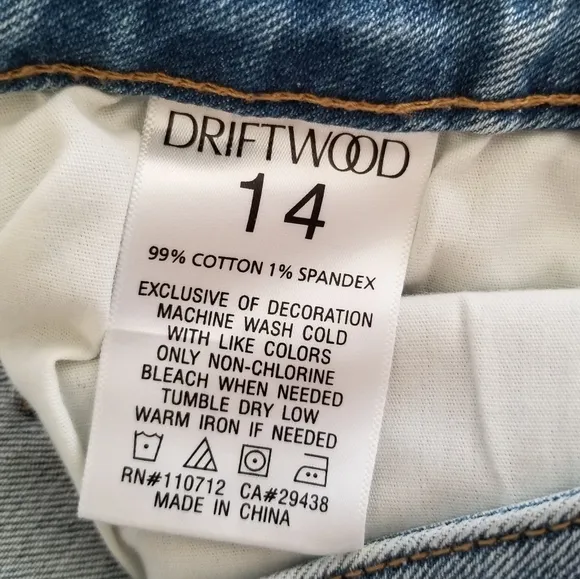 DRIFTWOOD
14
99% COTTON 1% SPANDEX
EXCLUSIVE OF DECORATION
MACHINE WASH COLD
WITH LIKE COLORS
ONLY NON-CHLORINE
BLEACH WHEN NEEDED
TUMBLE DRY LOW
WARM IRON IF NEEDED
RN#110712 CA#29438
MADE IN CHINA